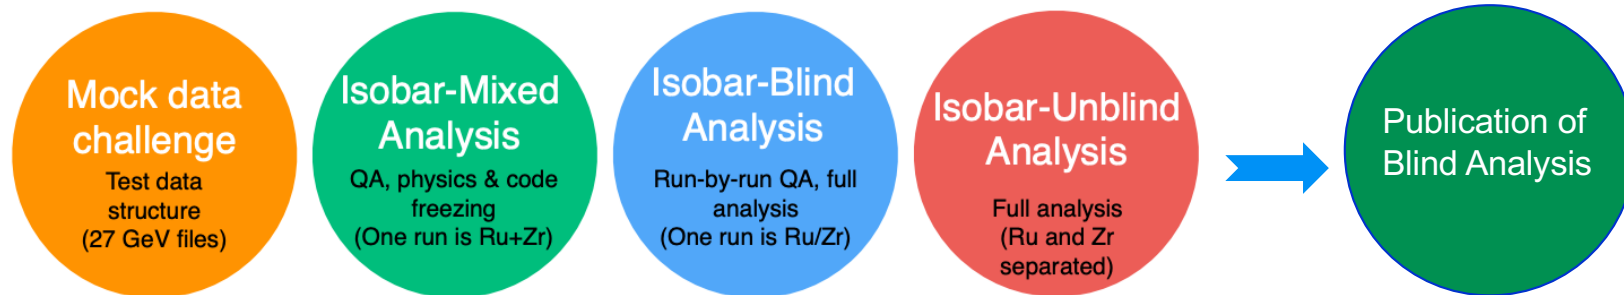 Mock data
challenge
Test data
structure
(27 GeV files)
Isobar-Mixed
Analysis
QA, physics & code
freezing
(One run is Ru+Zr)
Isobar-Blind
Analysis
Run-by-run QA, full
analysis
(One run is Ru/Zr)
Isobar-Unblind
Analysis
Full analysis
(Ru and Zr
separated)
Publication of
Blind Analysis